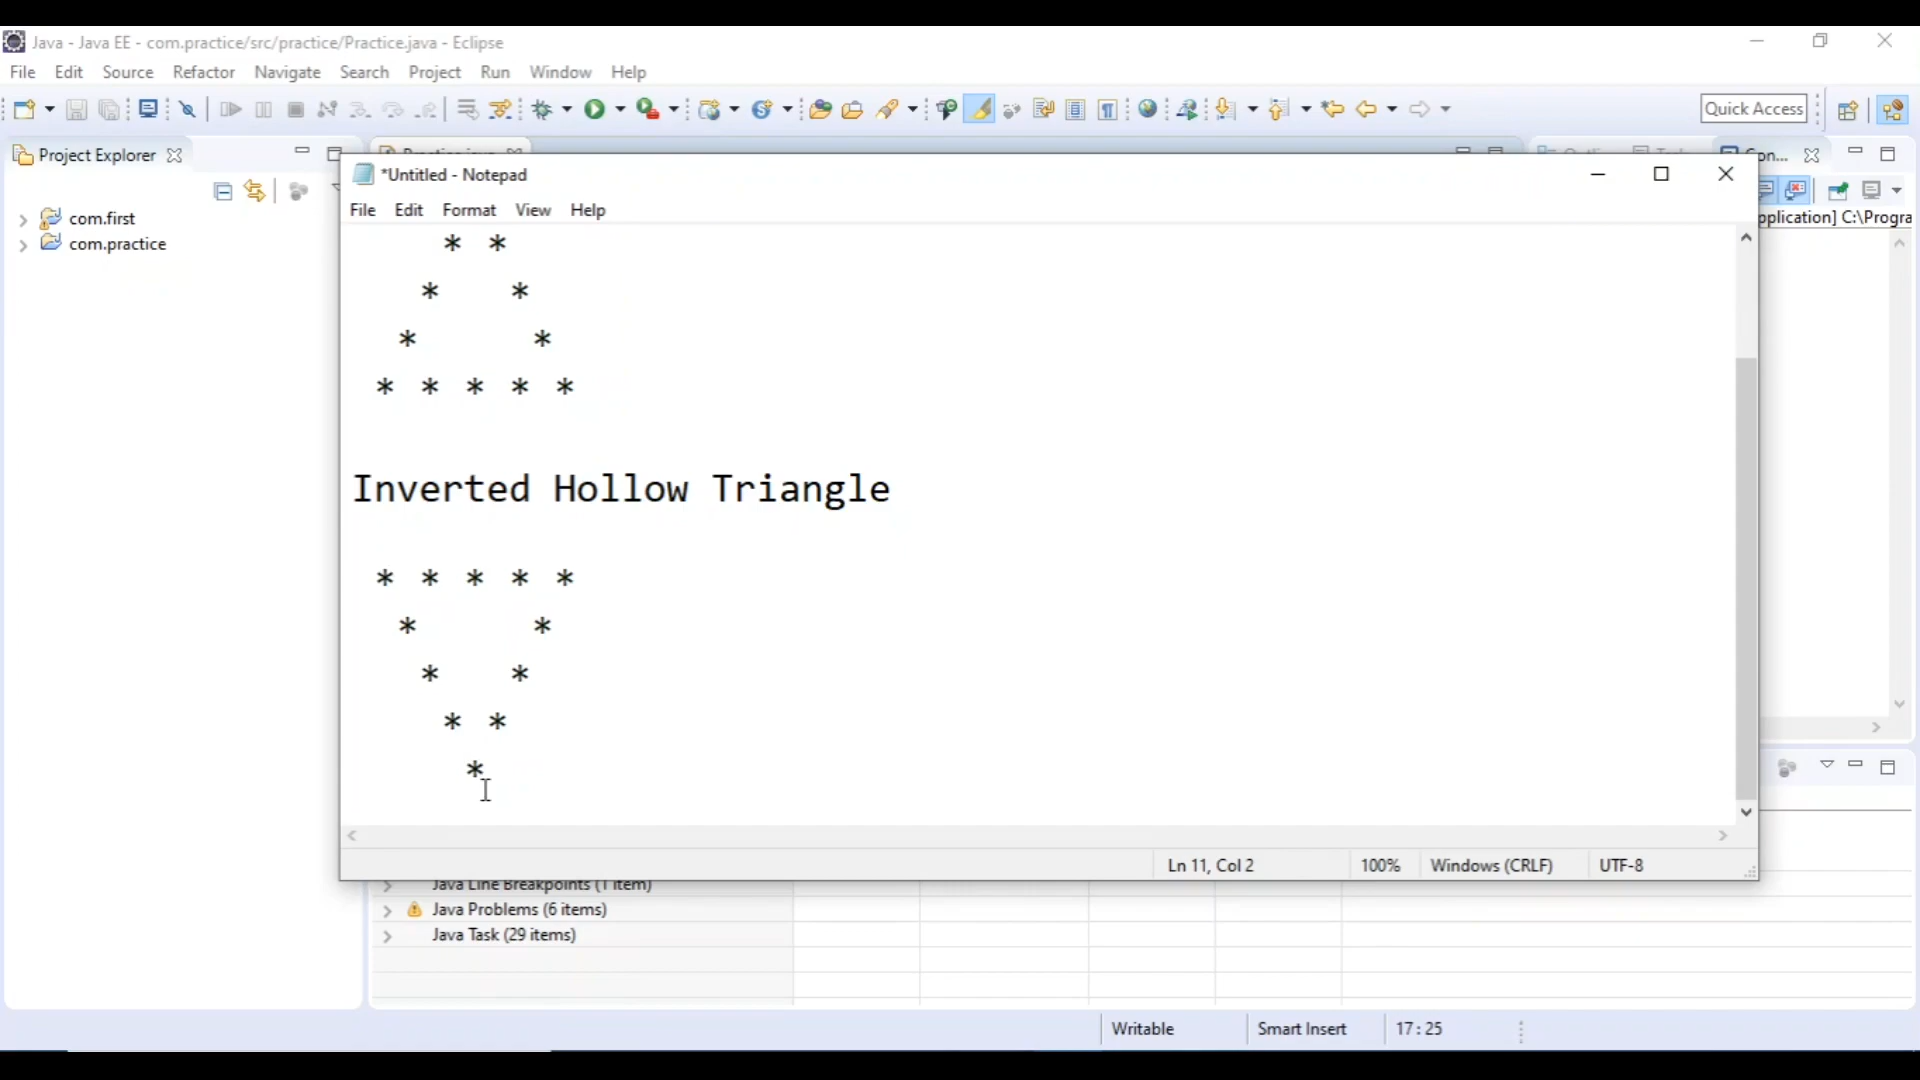 Java - Java EE - com.practice/src/practice/Practice.java - Eclipse
File Edit Source Refactor Navigate Search Project Run Window Help
Quick Access
Project Explorer
Con...
*Untitled - Notepad
File Edit Format View Help
com.first
com.practice
pplication] C:\Progra
* *
* *
* *
* * * * *
Inverted Hollow Triangle
* * * * *
* *
* *
* *
*
Ln 11, Col 2 100% Windows (CRLF) UTF-8
Java Line Breakpoints (1 item)
Java Problems (6 items)
Java Task (29 items)
Writable Smart Insert 17 : 25